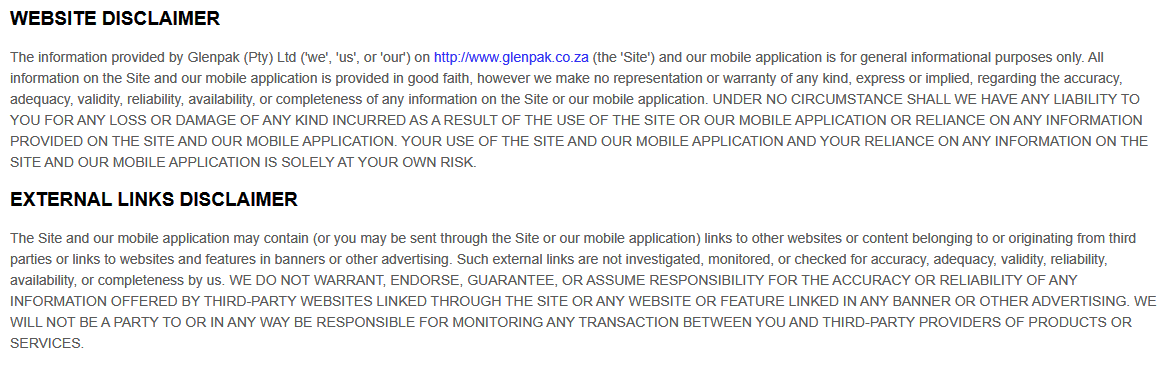 WEBSITE DISCLAIMER
The information provided by Glenpak (Pty) Ltd ('we', 'us', or 'our') on http://www.glenpak.co.za (the 'Site') and our mobile application is for general informational purposes only. All
information on the Site and our mobile application is provided in good faith, however we make no representation or warranty of any kind, express or implied, regarding the accuracy,
adequacy, validity, reliability, availability, or completeness of any information on the Site or our mobile application. UNDER NO CIRCUMSTANCE SHALL WE HAVE ANY LIABILITY TO
YOU FOR ANY LOSS OR DAMAGE OF ANY KIND INCURRED AS A RESULT OF THE USE OF THE SITE OR OUR MOBILE APPLICATION OR RELIANCE ON ANY INFORMATION
PROVIDED ON THE SITE AND OUR MOBILE APPLICATION. YOUR USE OF THE SITE AND OUR MOBILE APPLICATION AND YOUR RELIANCE ON ANY INFORMATION ON THE
SITE AND OUR MOBILE APPLICATION IS SOLELY AT YOUR OWN RISK.
EXTERNAL LINKS DISCLAIMER
The Site and our mobile application may contain (or you may be sent through the Site or our mobile application) links to other websites or content belonging to or originating from third
parties or links to websites and features in banners or other advertising. Such external links are not investigated, monitored, or checked for accuracy, adequacy, validity, reliability,
availability, or completeness by us. WE DO NOT WARRANT, ENDORSE, GUARANTEE, OR ASSUME RESPONSIBILITY FOR THE ACCURACY OR RELIABILITY OF ANY
INFORMATION OFFERED BY THIRD-PARTY WEBSITES LINKED THROUGH THE SITE OR ANY WEBSITE OR FEATURE LINKED IN ANY BANNER OR OTHER ADVERTISING. WE
WILL NOT BE A PARTY TO OR IN ANY WAY BE RESPONSIBLE FOR MONITORING ANY TRANSACTION BETWEEN YOU AND THIRD-PARTY PROVIDERS OF PRODUCTS OR
SERVICES.